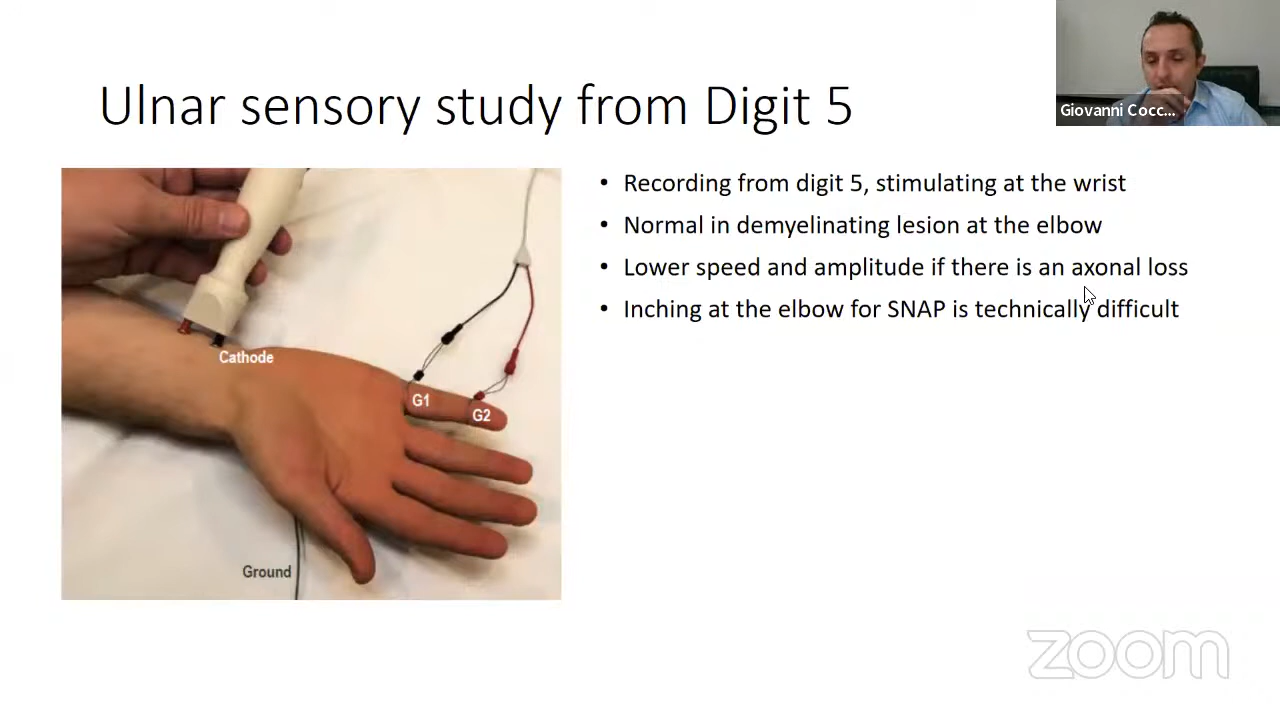 Giovanni Cocc...
Ulnar sensory study from Digit 5
• Recording from digit 5, stimulating at the wrist
• Normal in demyelinating lesion at the elbow
• Lower speed and amplitude if there is an axonal loss
• Inching at the elbow for SNAP is technically difficult
Cathode
G1
G2
Ground
zoom